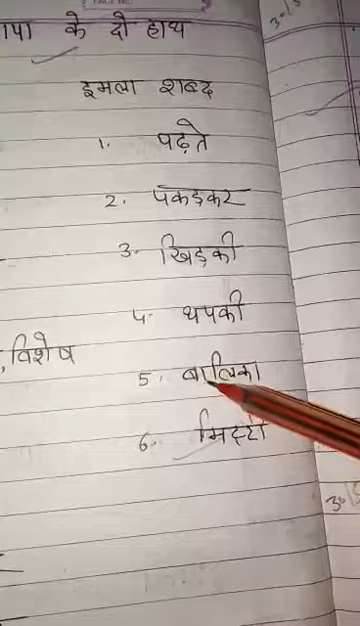 के दो हाथ
इमला शब्द
1. पढ़ते
2. पकड़कर
3. खिड़की
4. थपकी
, विशेष
5. बालिका
6. मिट्टी